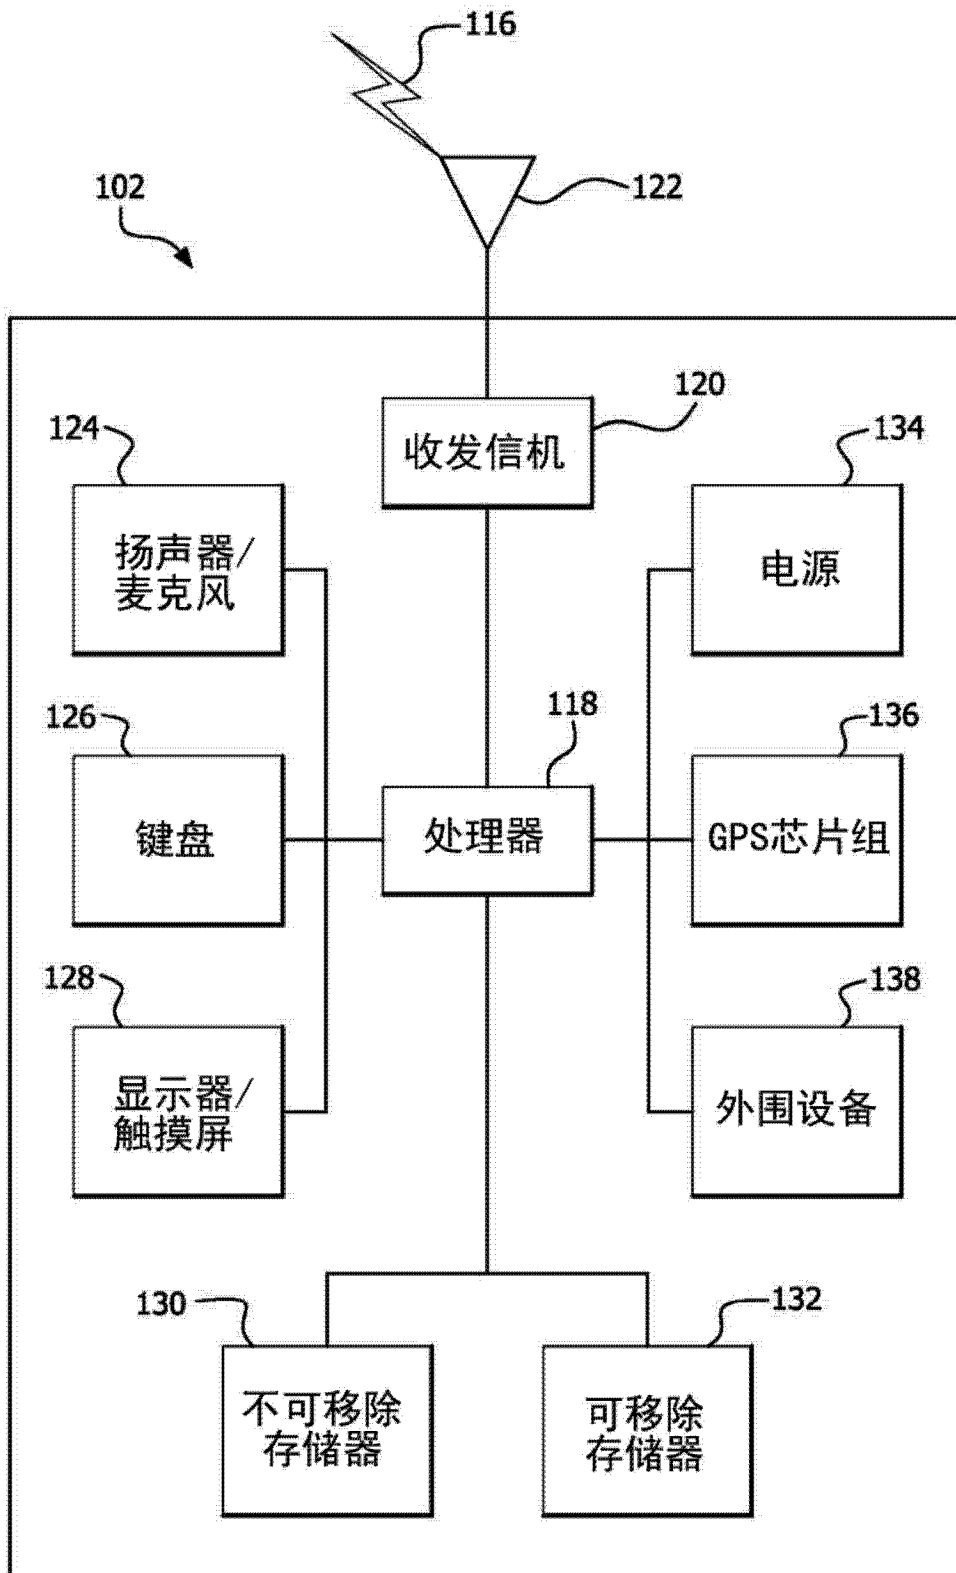 116
122
102
120
收发信机
124
扬声器/
麦克风
134
电源
118
处理器
126
键盘
136
GPS芯片组
128
显示器/
触摸屏
138
外围设备
130
不可移除
存储器
132
可移除
存储器